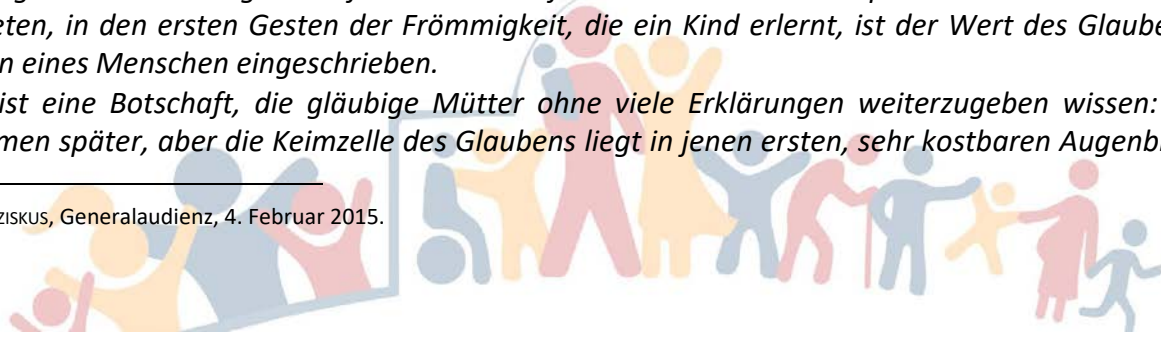 eten, in den ersten Gesten der Frömmigkeit, die ein Kind erlernt, ist der Wert des Glaube
n eines Menschen eingeschrieben.
ist eine Botschaft, die gläubige Mütter ohne viele Erklärungen weiterzugeben wissen:
men später, aber die Keimzelle des Glaubens liegt in jenen ersten, sehr kostbaren Augenb
ZISKUS, Generalaudienz, 4. Februar 2015.